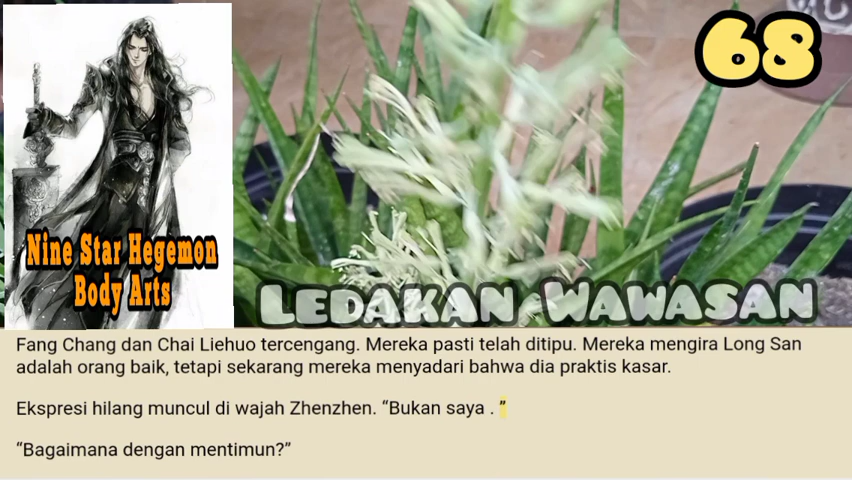 68
Nine Star Hegemon
Body Arts
LEDAKAN WAWASAN
Fang Chang dan Chai Liehuo tercengang. Mereka pasti telah ditipu. Mereka mengira Long San
adalah orang baik, tetapi sekarang mereka menyadari bahwa dia praktis kasar.
Ekspresi hilang muncul di wajah Zhenzhen. “Bukan saya . ”
“Bagaimana dengan mentimun?”